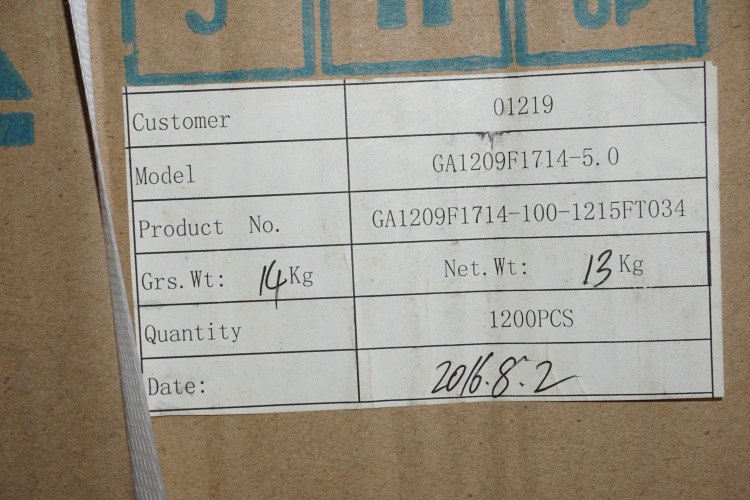 UP
Customer 01219
Model GA1209F1714-5.0
Product No. GA1209F1714-100-1215FT034
Grs.Wt: 14Kg Net.Wt: 13Kg
Quantity 1200PCS
Date: 2016.8.2